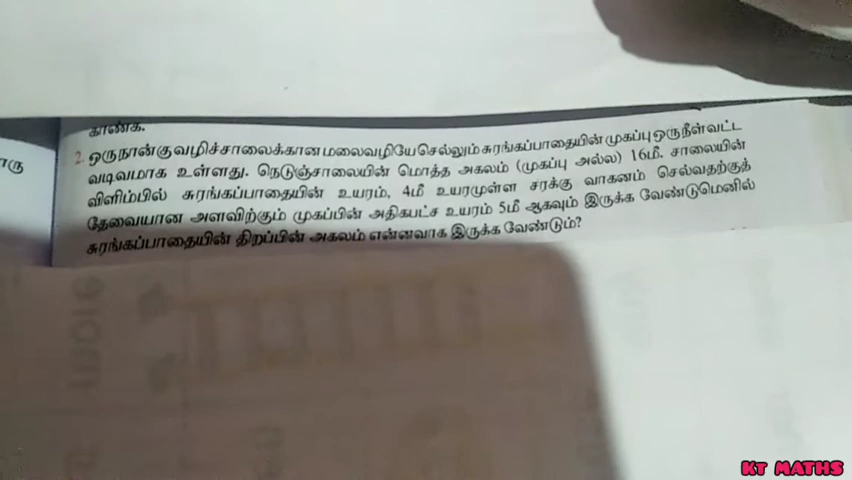 காண்க.
ாரு
2. ஒரு நான்கு வழிச்சாலைக்கான மலைவழியே செல்லும் சுரங்கப்பாதையின் முகப்பு ஒரு நீள்வட்ட
வடிவமாக உள்ளது. நெடுஞ்சாலையின் மொத்த அகலம் (முகப்பு அல்ல) 16மீ. சாலையின்
விளிம்பில் சுரங்கப்பாதையின் உயரம், 4மீ உயரமுள்ள சரக்கு வாகனம் செல்வதற்குத்
தேவையான அளவிற்கும் முகப்பின் அதிகபட்ச உயரம் 5மீ ஆகவும் இருக்க வேண்டுமெனில்
சுரங்கப்பாதையின் திறப்பின் அகலம் என்னவாக இருக்க வேண்டும்?
KT MATHS